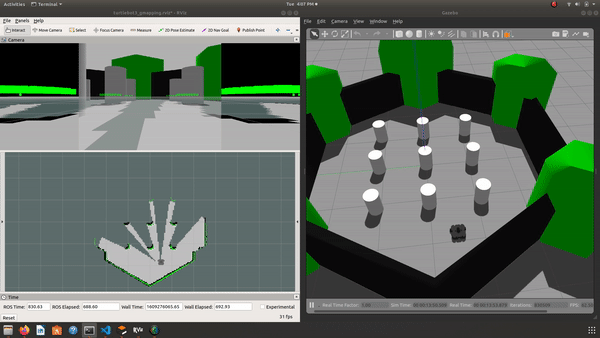 Activities
Terminal
Tue 4:07 PM
turtlebot3_gmapping.rviz* - RViz
Gazebo
File Panels Help
File Edit Camera View Window Help
Interact Move Camera Select Focus Camera Measure 2D Pose Estimate 2D Nav Goal Publish Point
Camera
Time
ROS Time: 830.63 ROS Elapsed: 688.60 Wall Time: Wall Elapsed: 692.93 Experimental
Reset 31 fps
Real Time Factor: Sim Time: Real Time: Iterations: FPS:
RViz